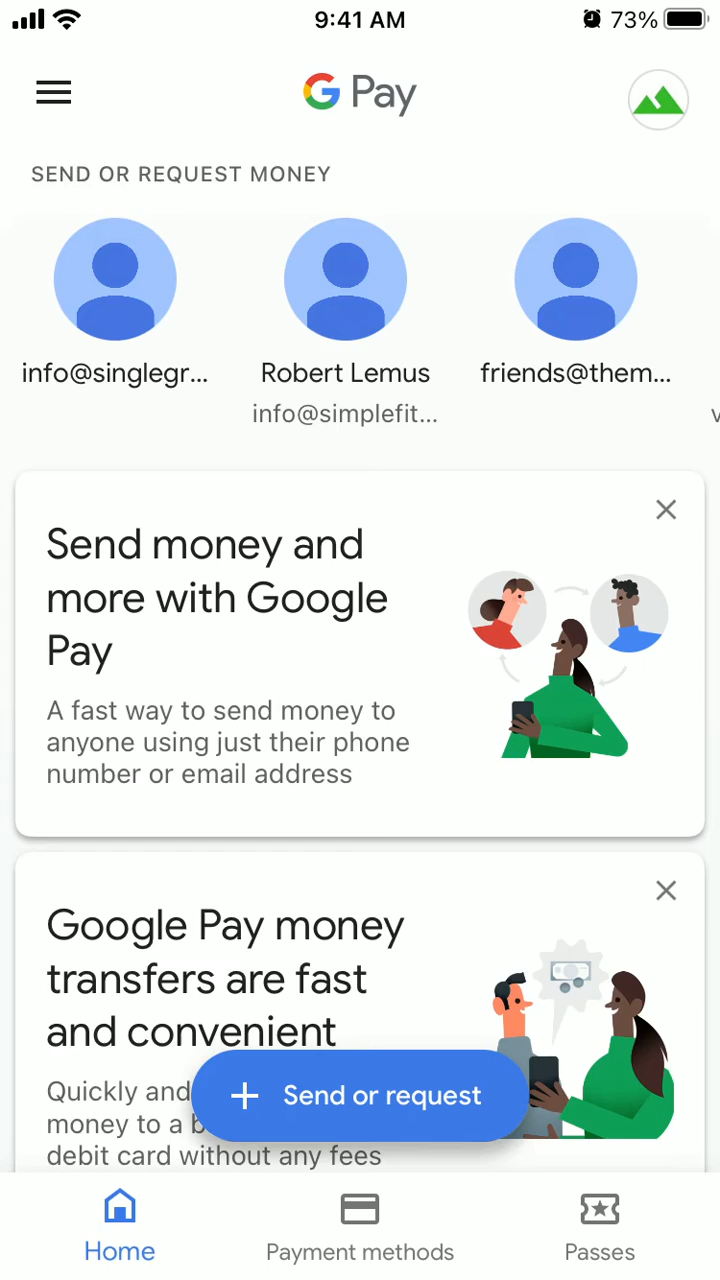 9:41 AM
73%
G Pay
SEND OR REQUEST MONEY
info@singlegr...
Robert Lemus
friends@them...
info@simplefit...
v
Send money and
more with Google
Pay
A fast way to send money to
anyone using just their phone
number or email address
Google Pay money
transfers are fast
and convenient
Quickly and
money to a b
debit card without any fees
+ Send or request
Home
Payment methods
Passes